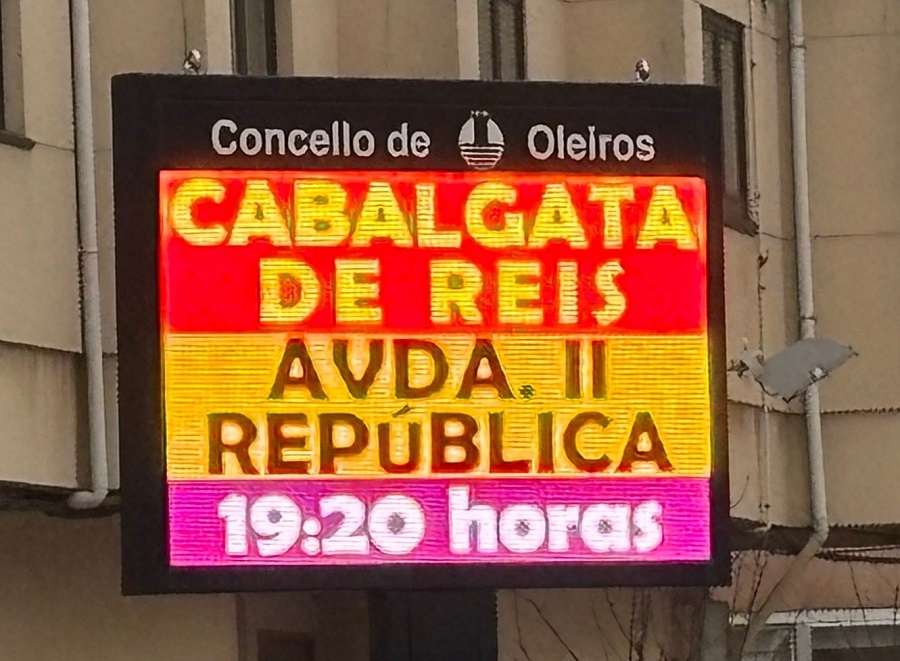 Concello de Oleiros
CABALGATA
DE REIS
AVDA. II
REPÚBLICA
19:20 horas